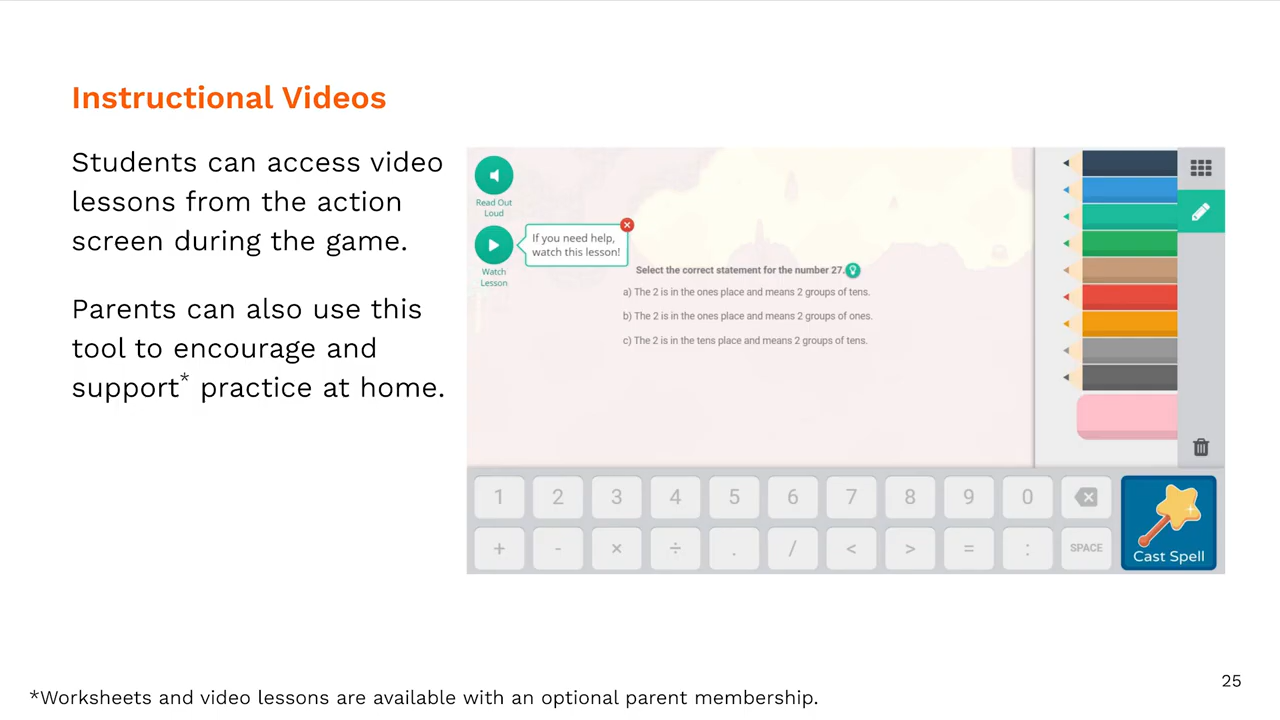 Instructional Videos
Students can access video
lessons from the action
screen during the game.
Parents can also use this
tool to encourage and
support* practice at home.
Read Out
Loud
If you need help,
watch this lesson!
Watch
Lesson
Select the correct statement for the number 27.
a) The 2 is in the ones place and means 2 groups of tens.
b) The 2 is in the ones place and means 2 groups of ones.
c) The 2 is in the tens place and means 2 groups of tens.
1 2 3 4 5 6 7 8 9 0
+ - × ÷ . / < > = : SPACE
Cast Spell
25
*Worksheets and video lessons are available with an optional parent membership.